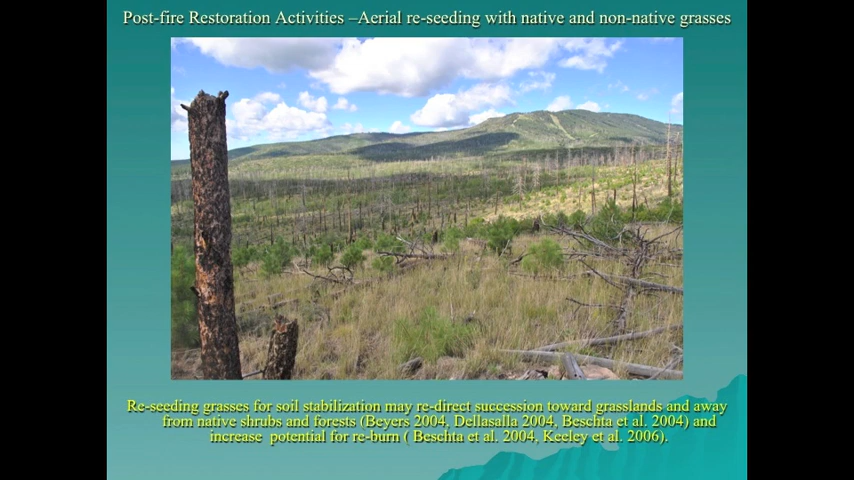 Post-fire Restoration Activities –Aerial re-seeding with native and non-native grasses
Re-seeding grasses for soil stabilization may re-direct succession toward grasslands and away
from native shrubs and forests (Beyers 2004, Dellasalla 2004, Beschta et al. 2004) and
increase potential for re-burn ( Beschta et al. 2004, Keeley et al. 2006).